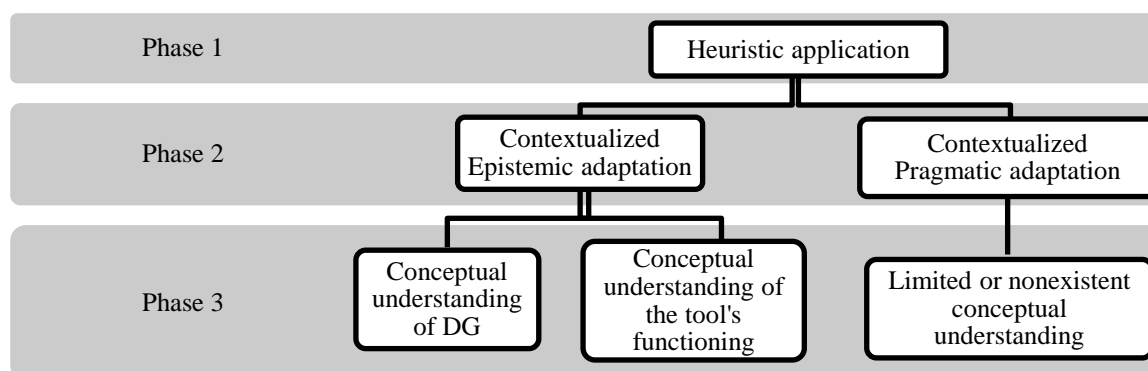 Phase 1
Heuristic application
Phase 2
Contextualized
Epistemic adaptation
Contextualized
Pragmatic adaptation
Phase 3
Conceptual
understanding
of DG
Conceptual
understanding of
the tool's
functioning
Limited or nonexistent
conceptual
understanding